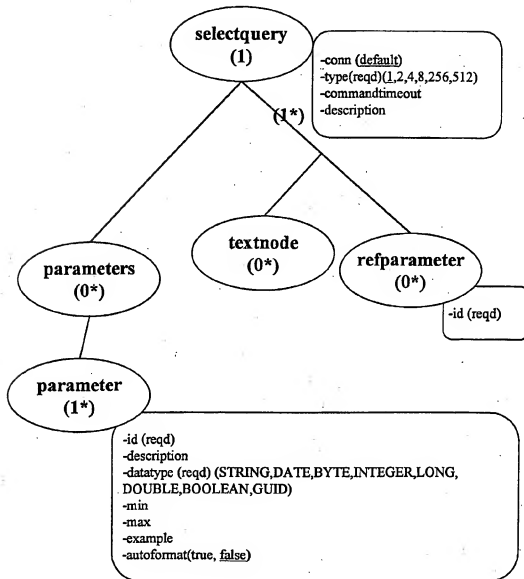 selectquery
(1)
-conn (default)
-type(reqd)(1,2,4,8,256,512)
-commandtimeout
-description
(1*)
textnode
(0*)
refparameter
(0*)
-id (reqd)
parameters
(0*)
parameter
(1*)
-id (reqd)
-description
-datatype (reqd) (STRING,DATE,BYTE,INTEGER,LONG,
DOUBLE,BOOLEAN,GUID)
-min
-max
-example
-autoformat(true, false)